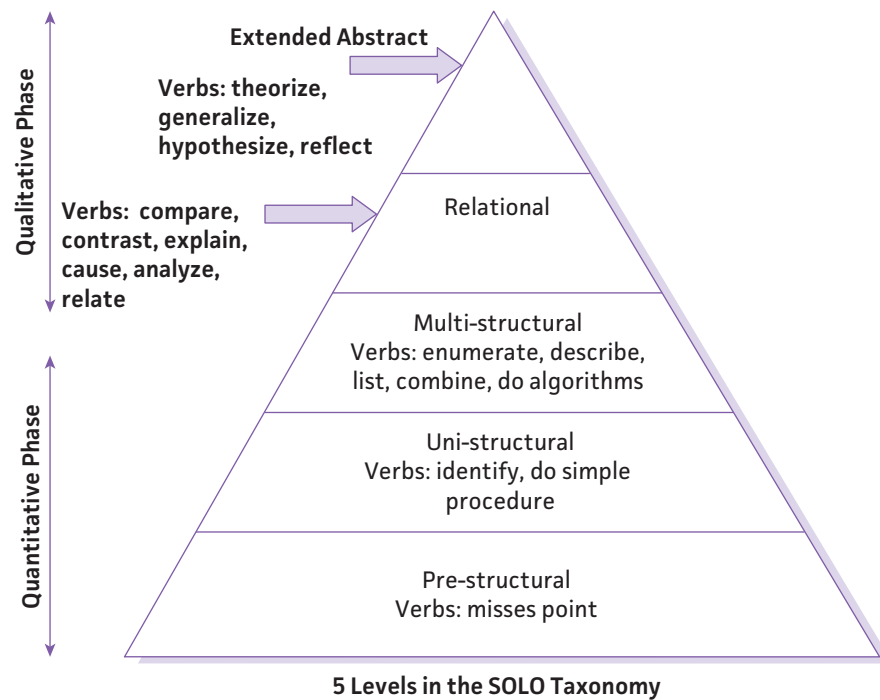 Qualitative Phase
Extended Abstract
Verbs: theorize,
generalize,
hypothesize, reflect
Verbs: compare,
contrast, explain,
cause, analyze,
relate
Relational
Quantitative Phase
Multi-structural
Verbs: enumerate, describe,
list, combine, do algorithms
Uni-structural
Verbs: identify, do simple
procedure
Pre-structural
Verbs: misses point
5 Levels in the SOLO Taxonomy